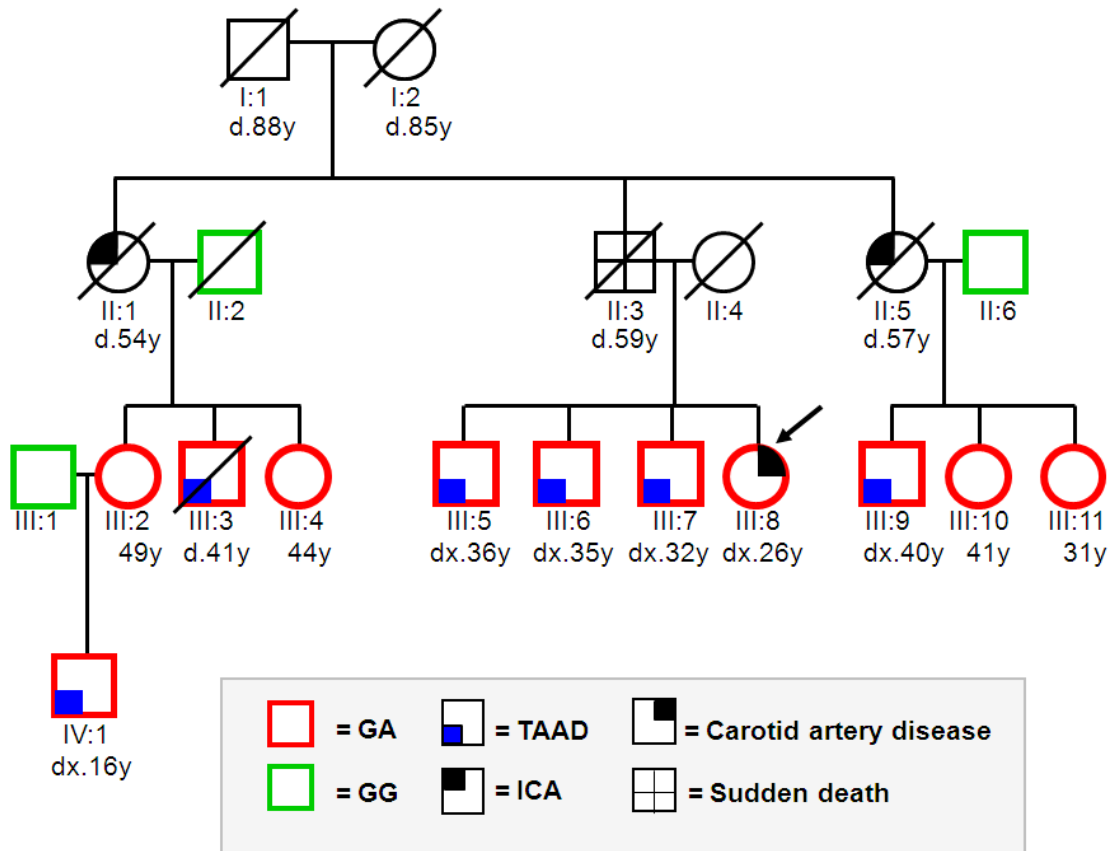 I:1 I:2
d.88y d.85y
II:1 II:2 II:3 II:4 II:5 II:6
d.54y d.59y d.57y
III:1 III:2 III:3 III:4 III:5 III:6 III:7 III:8 III:9 III:10 III:11
49y d.41y 44y dx.36y dx.35y dx.32y dx.26y dx.40y 41y 31y
IV:1
dx.16y
= GA = TAAD = Carotid artery disease
= GG = ICA = Sudden death